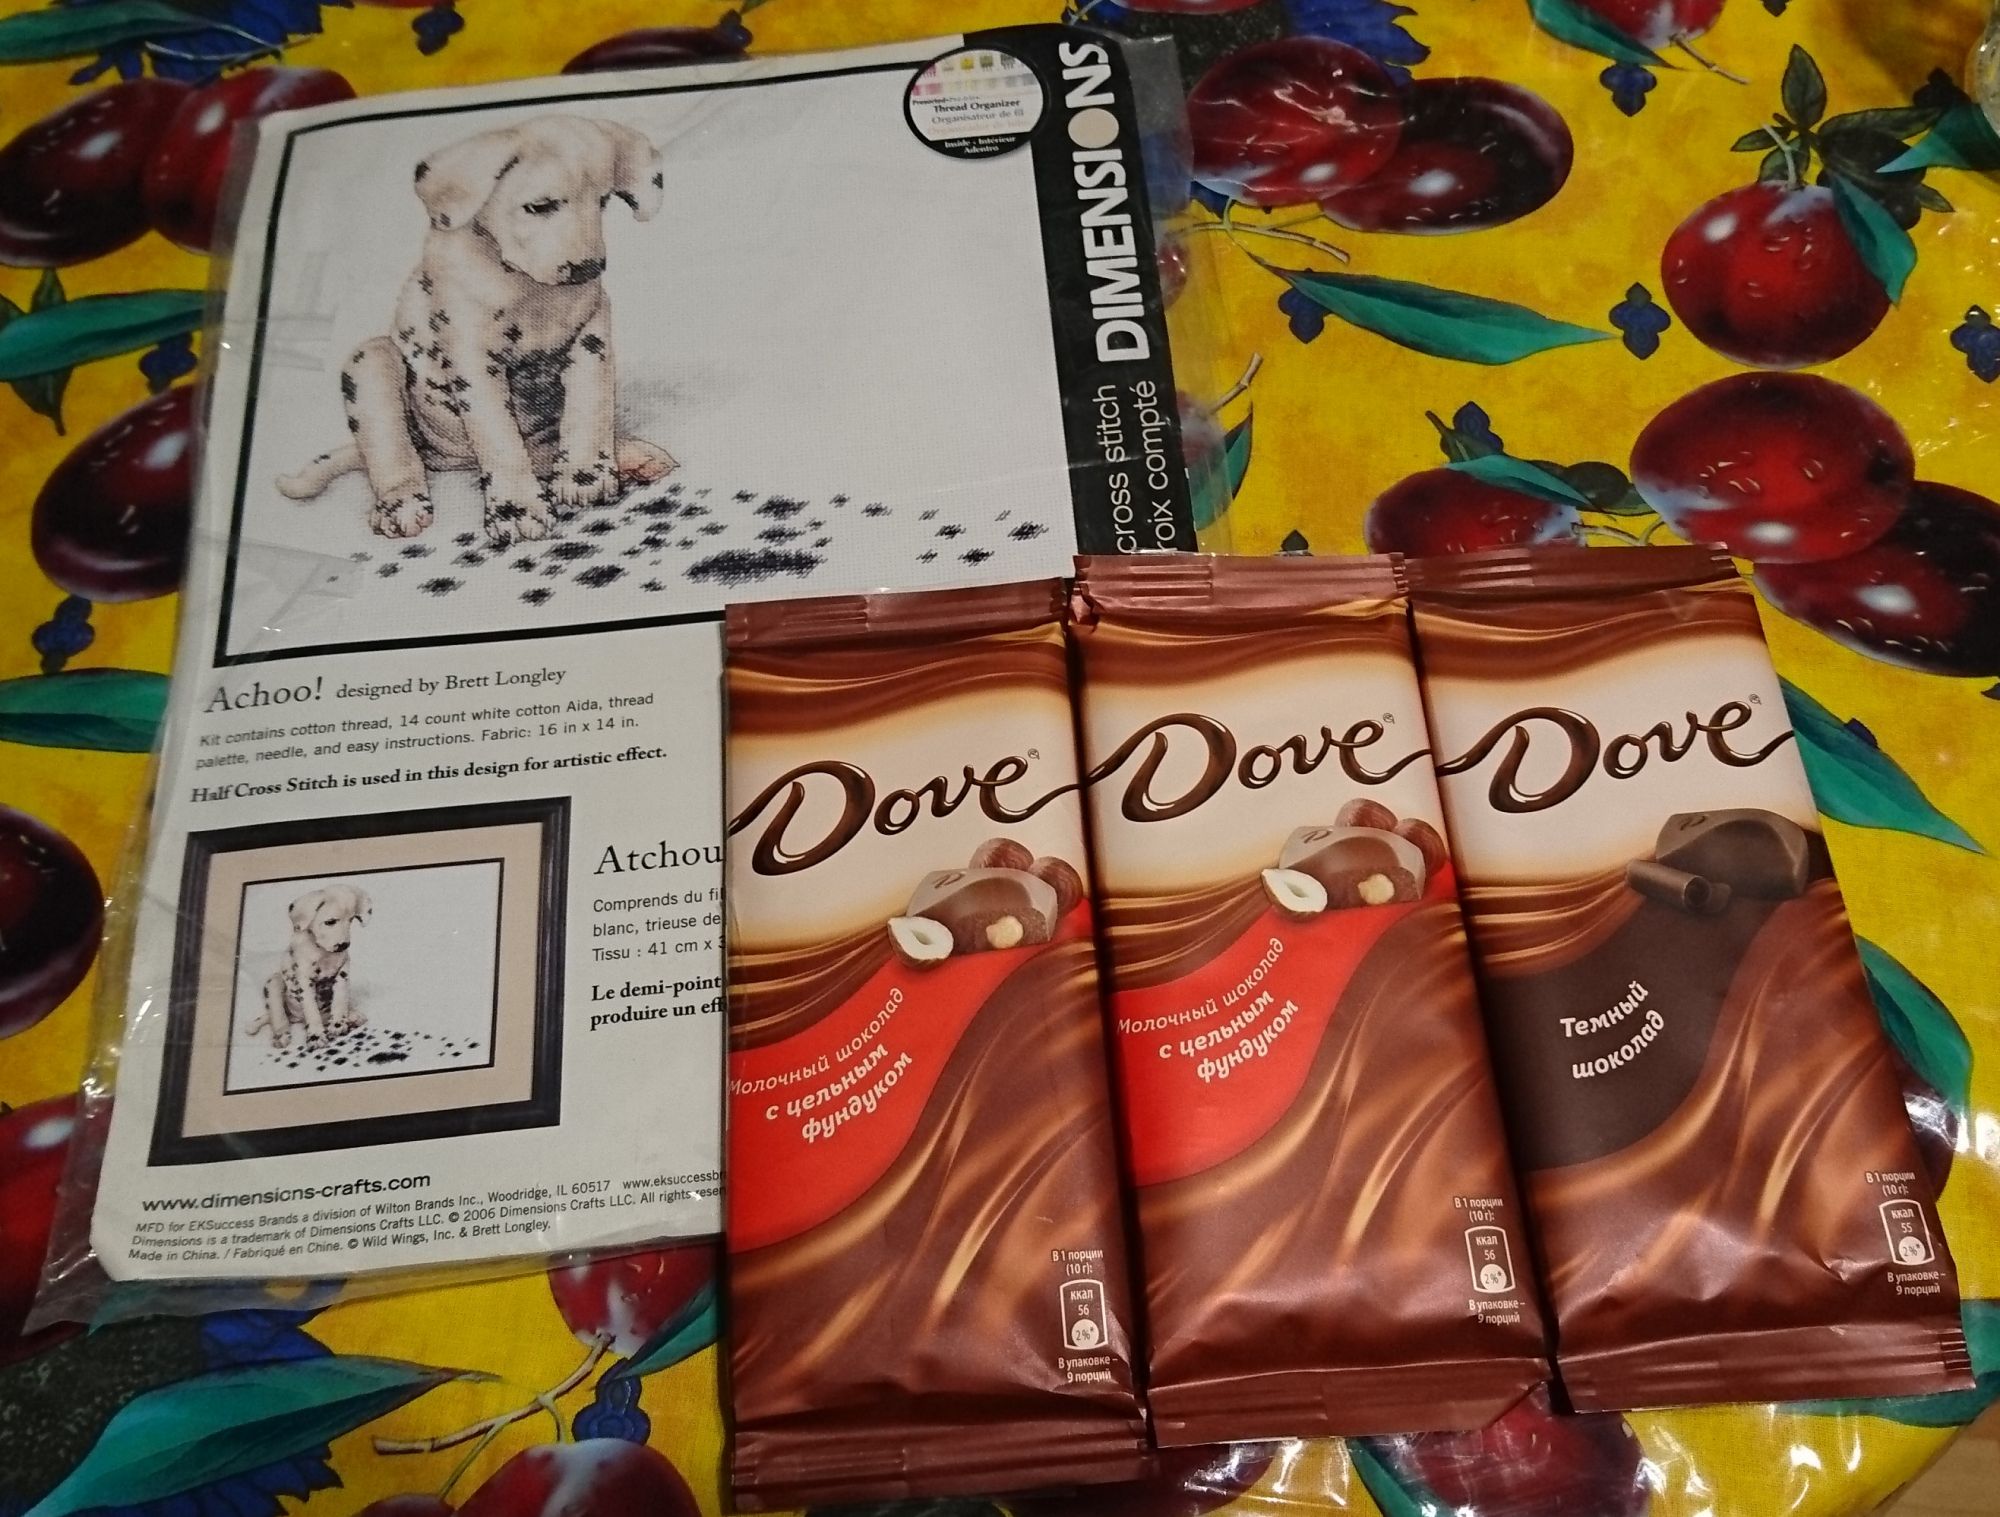 Thread Organizer
Organisateur de fil
Inside - Intérieur
Adentro
DIMENSIONS
cross stitch
roix compté
Achoo! designed by Brett Longley
Kit contains cotton thread, 14 count white cotton Aida, thread
palette, needle, and easy instructions. Fabric: 16 in x 14 in.
Half Cross Stitch is used in this design for artistic effect.
Atchou
Comprends du fil
blanc, trieuse de
Tissu : 41 cm x 3
Le demi-point
produire un eff
www.dimensions-crafts.com
MFD for EKSuccess Brands a division of Wilton Brands Inc., Woodridge, IL 60517 www.eksuccessbr
Dimensions is a trademark of Dimensions Crafts LLC. © 2006 Dimensions Crafts LLC. All rights reser
Made in China. / Fabriqué en Chine. © Wild Wings, Inc. & Brett Longley.
Dove®
Молочный шоколад
с цельным
фундуком
В 1 порции
(10 г):
ккал
56
2%*
В упаковке –
9 порций
Dove®
Молочный шоколад
с цельным
фундуком
В 1 порции
(10 г):
ккал
56
2%*
В упаковке –
9 порций
Dove®
Темный
шоколад
В 1 порции
(10 г):
ккал
55
2%*
В упаковке –
9 порций